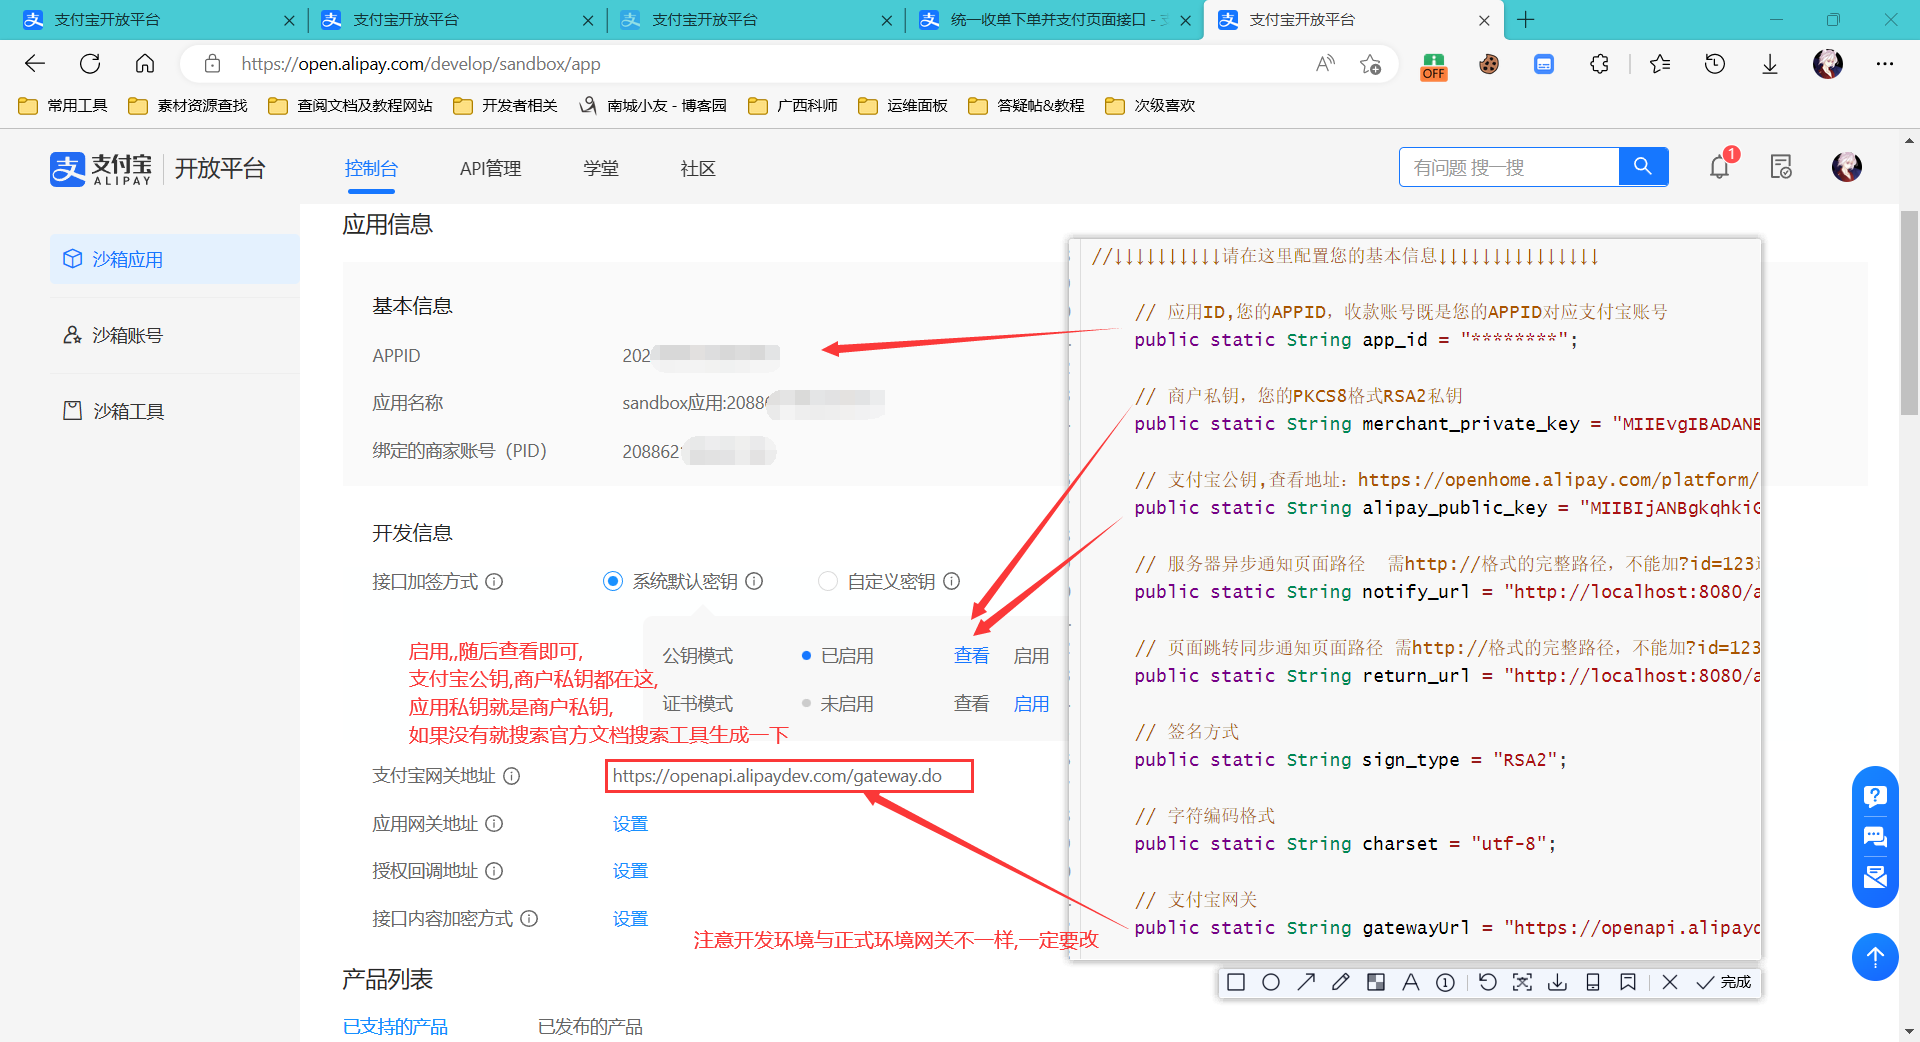 支付宝开放平台
支付宝开放平台
支付宝开放平台
统一收单下单并支付页面接口 - 支
支付宝开放平台
https://open.alipay.com/develop/sandbox/app
OFF
常用工具
素材资源查找
查阅文档及教程网站
开发者相关
南城小友 - 博客园
广西科师
运维面板
答疑帖&教程
次级喜欢
支付宝
ALIPAY
开放平台
控制台
API管理
学堂
社区
有问题 搜一搜
1
沙箱应用
沙箱账号
沙箱工具
应用信息
基本信息
APPID
202
应用名称
sandbox应用:2088
绑定的商家账号（PID）
208862
开发信息
接口加签方式
系统默认密钥
自定义密钥
公钥模式
已启用
查看
启用
证书模式
未启用
查看
启用
启用,,随后查看即可,
支付宝公钥,商户私钥都在这,
应用私钥就是商户私钥,
如果没有就搜索官方文档搜索工具生成一下
支付宝网关地址
https://openapi.alipaydev.com/gateway.do
应用网关地址
设置
授权回调地址
设置
接口内容加密方式
设置
注意开发环境与正式环境网关不一样,一定要改
产品列表
已支持的产品
已发布的产品
//↓↓↓↓↓↓↓↓↓↓请在这里配置您的基本信息↓↓↓↓↓↓↓↓↓↓↓↓↓↓↓
// 应用ID,您的APPID，收款账号既是您的APPID对应支付宝账号
public static String app_id = "********";
// 商户私钥，您的PKCS8格式RSA2私钥
public static String merchant_private_key = "MIIEvgIBADANB
// 支付宝公钥,查看地址：https://openhome.alipay.com/platform/
public static String alipay_public_key = "MIIBIjANBgkqhkiG
// 服务器异步通知页面路径  需http://格式的完整路径，不能加?id=123这
public static String notify_url = "http://localhost:8080/a
// 页面跳转同步通知页面路径 需http://格式的完整路径，不能加?id=123
public static String return_url = "http://localhost:8080/a
// 签名方式
public static String sign_type = "RSA2";
// 字符编码格式
public static String charset = "utf-8";
// 支付宝网关
public static String gatewayUrl = "https://openapi.alipayd
完成